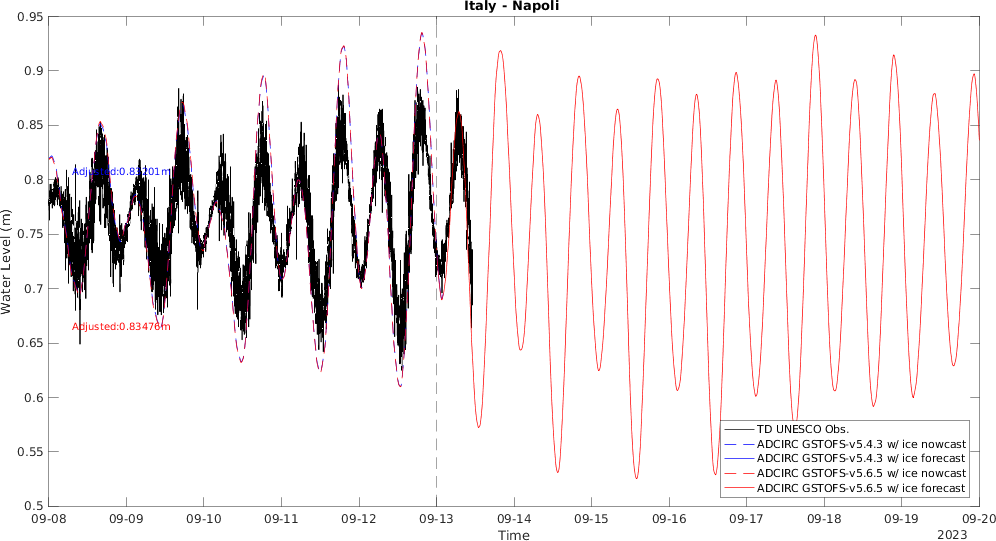 Italy - Napoli
0.95
0.9
0.85
0.8
0.75
0.7
0.65
0.6
0.55
0.5
Water Level (m)
Adjusted:0.83201m
Adjusted:0.83476m
TD UNESCO Obs.
ADCIRC GSTOFS-v5.4.3 w/ ice nowcast
ADCIRC GSTOFS-v5.4.3 w/ ice forecast
ADCIRC GSTOFS-v5.6.5 w/ ice nowcast
ADCIRC GSTOFS-v5.6.5 w/ ice forecast
09-08 09-09 09-10 09-11 09-12 09-13 09-14 09-15 09-16 09-17 09-18 09-19 09-20
Time
2023